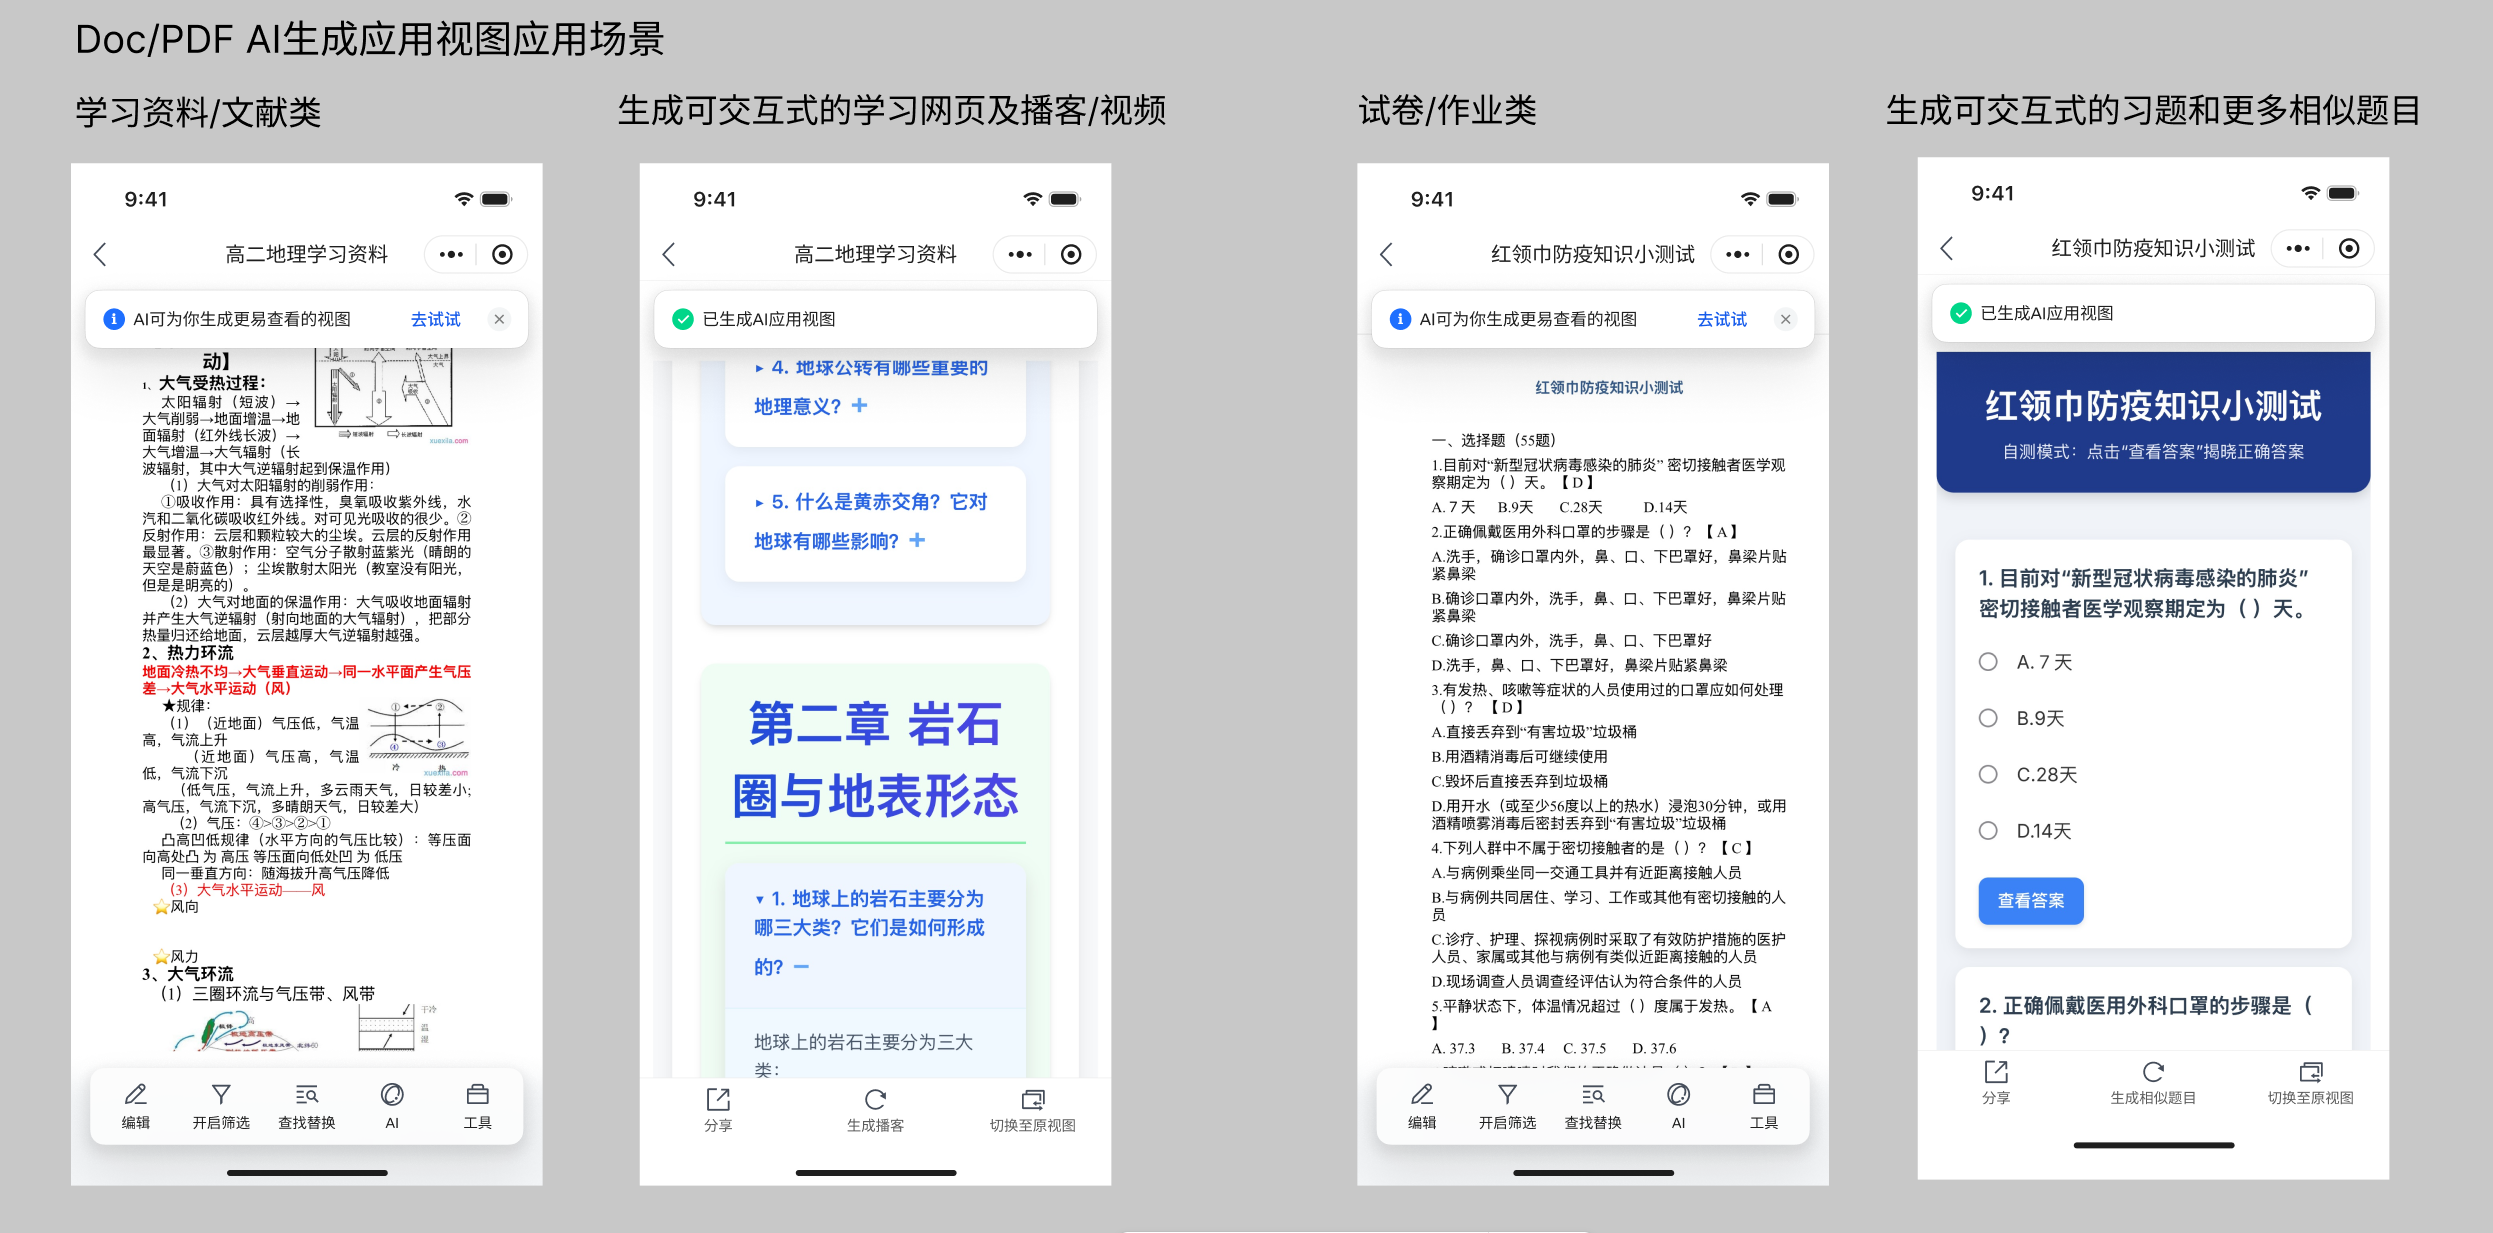 Doc/PDF AI生成应用视图应用场景
学习资料/文献类
9:41
高二地理学习资料
AI可为你生成更易查看的视图 去试试
动】
1、大气受热过程：
太阳辐射（短波）→
大气削弱→地面增温→地
面辐射（红外线长波）→
大气增温→大气辐射（长
波辐射，其中大气逆辐射起到保温作用）
（1）大气对太阳辐射的削弱作用：
①吸收作用：具有选择性，臭氧吸收紫外线，水
汽和二氧化碳吸收红外线。对可见光吸收的很少。②
反射作用：云层和颗粒较大的尘埃。云层的反射作用
最显著。③散射作用：空气分子散射蓝紫光（晴朗的
天空是蔚蓝色）；尘埃散射太阳光（教室没有阳光，
但是是明亮的）。
（2）大气对地面的保温作用：大气吸收地面辐射
并产生大气逆辐射（射向地面的大气辐射），把部分
热量归还给地面，云层越厚大气逆辐射越强。
2、热力环流
地面冷热不均→大气垂直运动→同一水平面产生气压
差→大气水平运动（风）
★规律：
（1）（近地面）气压低，气温
高，气流上升
（近地面）气压高，气温
低，气流下沉
① ②
④ ③
冷 热
xuexila.com
（低气压，气流上升，多云雨天气，日较差小;
高气压，气流下沉，多晴朗天气，日较差大）
（2）气压：④>③>②>①
凸高凹低规律（水平方向的气压比较）：等压面
向高处凸 为 高压 等压面向低处凹 为 低压
同一垂直方向：随海拔升高气压降低
（3）大气水平运动——风
⭐风向
⭐风力
3、大气环流
（1）三圈环流与气压带、风带
编辑 开启筛选 查找替换 AI 工具
生成可交互式的学习网页及播客/视频
9:41
高二地理学习资料
已生成AI应用视图
▸ 4. 地球公转有哪些重要的
地理意义？ +
▸ 5. 什么是黄赤交角？它对
地球有哪些影响？ +
第二章 岩石
圈与地表形态
▾ 1. 地球上的岩石主要分为
哪三大类？它们是如何形成
的？ −
地球上的岩石主要分为三大
类：
分享 生成播客 切换至原视图
试卷/作业类
9:41
红领巾防疫知识小测试
AI可为你生成更易查看的视图 去试试
红领巾防疫知识小测试
一、选择题（55题）
1.目前对“新型冠状病毒感染的肺炎” 密切接触者医学观
察期定为（ ）天。【 D 】
A. 7 天 B.9天 C.28天 D.14天
2.正确佩戴医用外科口罩的步骤是（ ）？【 A 】
A.洗手，确诊口罩内外，鼻、口、下巴罩好，鼻梁片贴
紧鼻梁
B.确诊口罩内外，洗手，鼻、口、下巴罩好，鼻梁片贴
紧鼻梁
C.确诊口罩内外，洗手，鼻、口、下巴罩好
D.洗手，鼻、口、下巴罩好，鼻梁片贴紧鼻梁
3.有发热、咳嗽等症状的人员使用过的口罩应如何处理
（ ）？【 D 】
A.直接丢弃到“有害垃圾”垃圾桶
B.用酒精消毒后可继续使用
C.毁坏后直接丢弃到垃圾桶
D.用开水（或至少56度以上的热水）浸泡30分钟，或用
酒精喷雾消毒后密封丢弃到“有害垃圾”垃圾桶
4.下列人群中不属于密切接触者的是（ ）？【 C 】
A.与病例乘坐同一交通工具并有近距离接触人员
B.与病例共同居住、学习、工作或其他有密切接触的人
员
C.诊疗、护理、探视病例时采取了有效防护措施的医护
人员、家属或其他与病例有类似近距离接触的人员
D.现场调查人员调查经评估认为符合条件的人员
5.平静状态下，体温情况超过（ ）度属于发热。【 A
】
A. 37.3 B. 37.4 C. 37.5 D. 37.6
编辑 开启筛选 查找替换 AI 工具
生成可交互式的习题和更多相似题目
9:41
红领巾防疫知识小测试
已生成AI应用视图
红领巾防疫知识小测试
自测模式：点击“查看答案”揭晓正确答案
1. 目前对“新型冠状病毒感染的肺炎”
密切接触者医学观察期定为（ ）天。
A. 7 天
B.9天
C.28天
D.14天
查看答案
2. 正确佩戴医用外科口罩的步骤是（
）?
分享 生成相似题目 切换至原视图